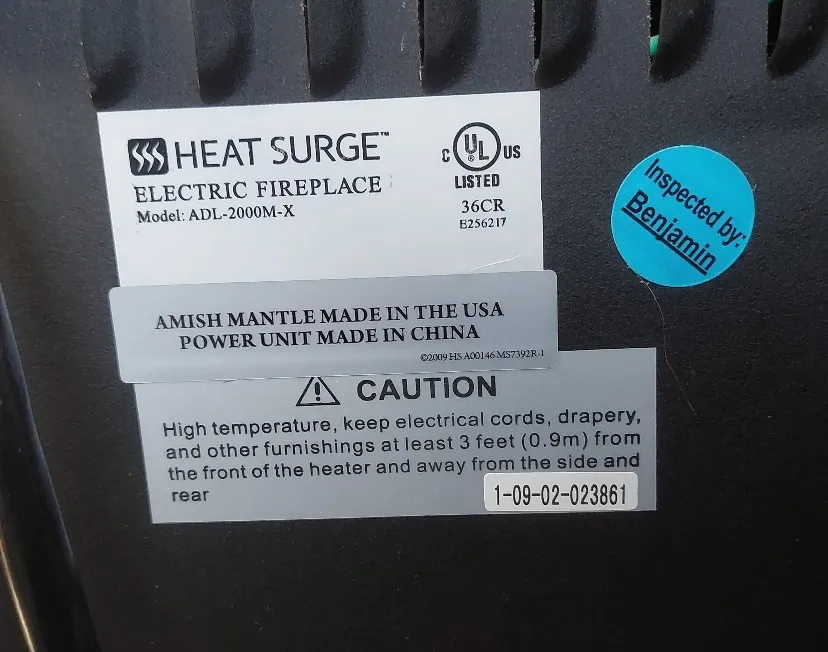 HEAT SURGE™
ELECTRIC FIREPLACE
Model: ADL-2000M-X
C UL® US
LISTED
36CR
E256217
Inspected by:
Benjamin
AMISH MANTLE MADE IN THE USA
POWER UNIT MADE IN CHINA
©2009 HS A00146 MS7392R-1
CAUTION
High temperature, keep electrical cords, drapery,
and other furnishings at least 3 feet (0.9m) from
the front of the heater and away from the side and
rear
1-09-02-023861